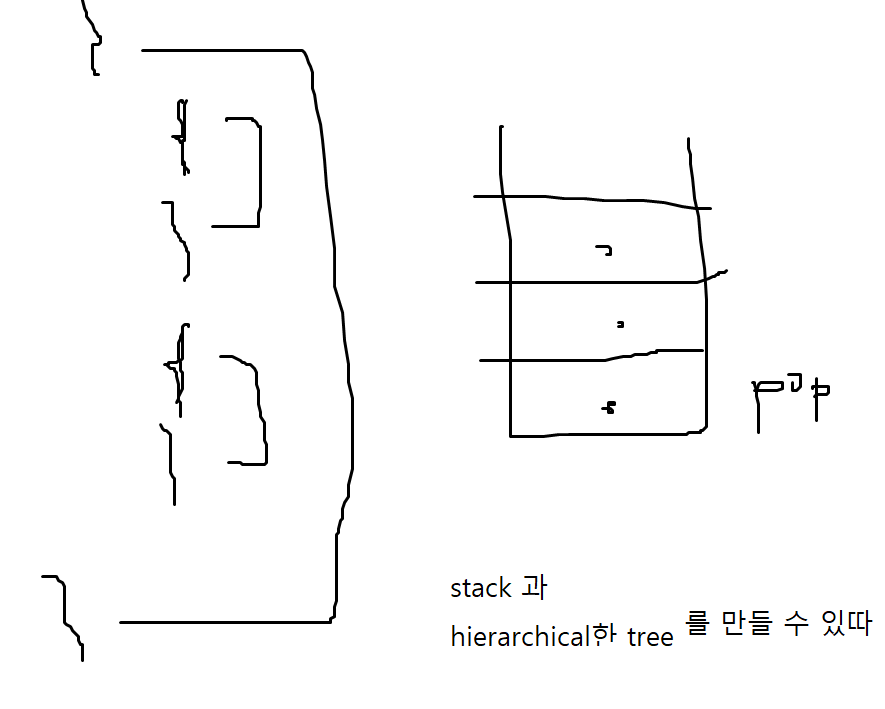 pop
stack 과
hierarchical한 tree 를 만들 수 있따